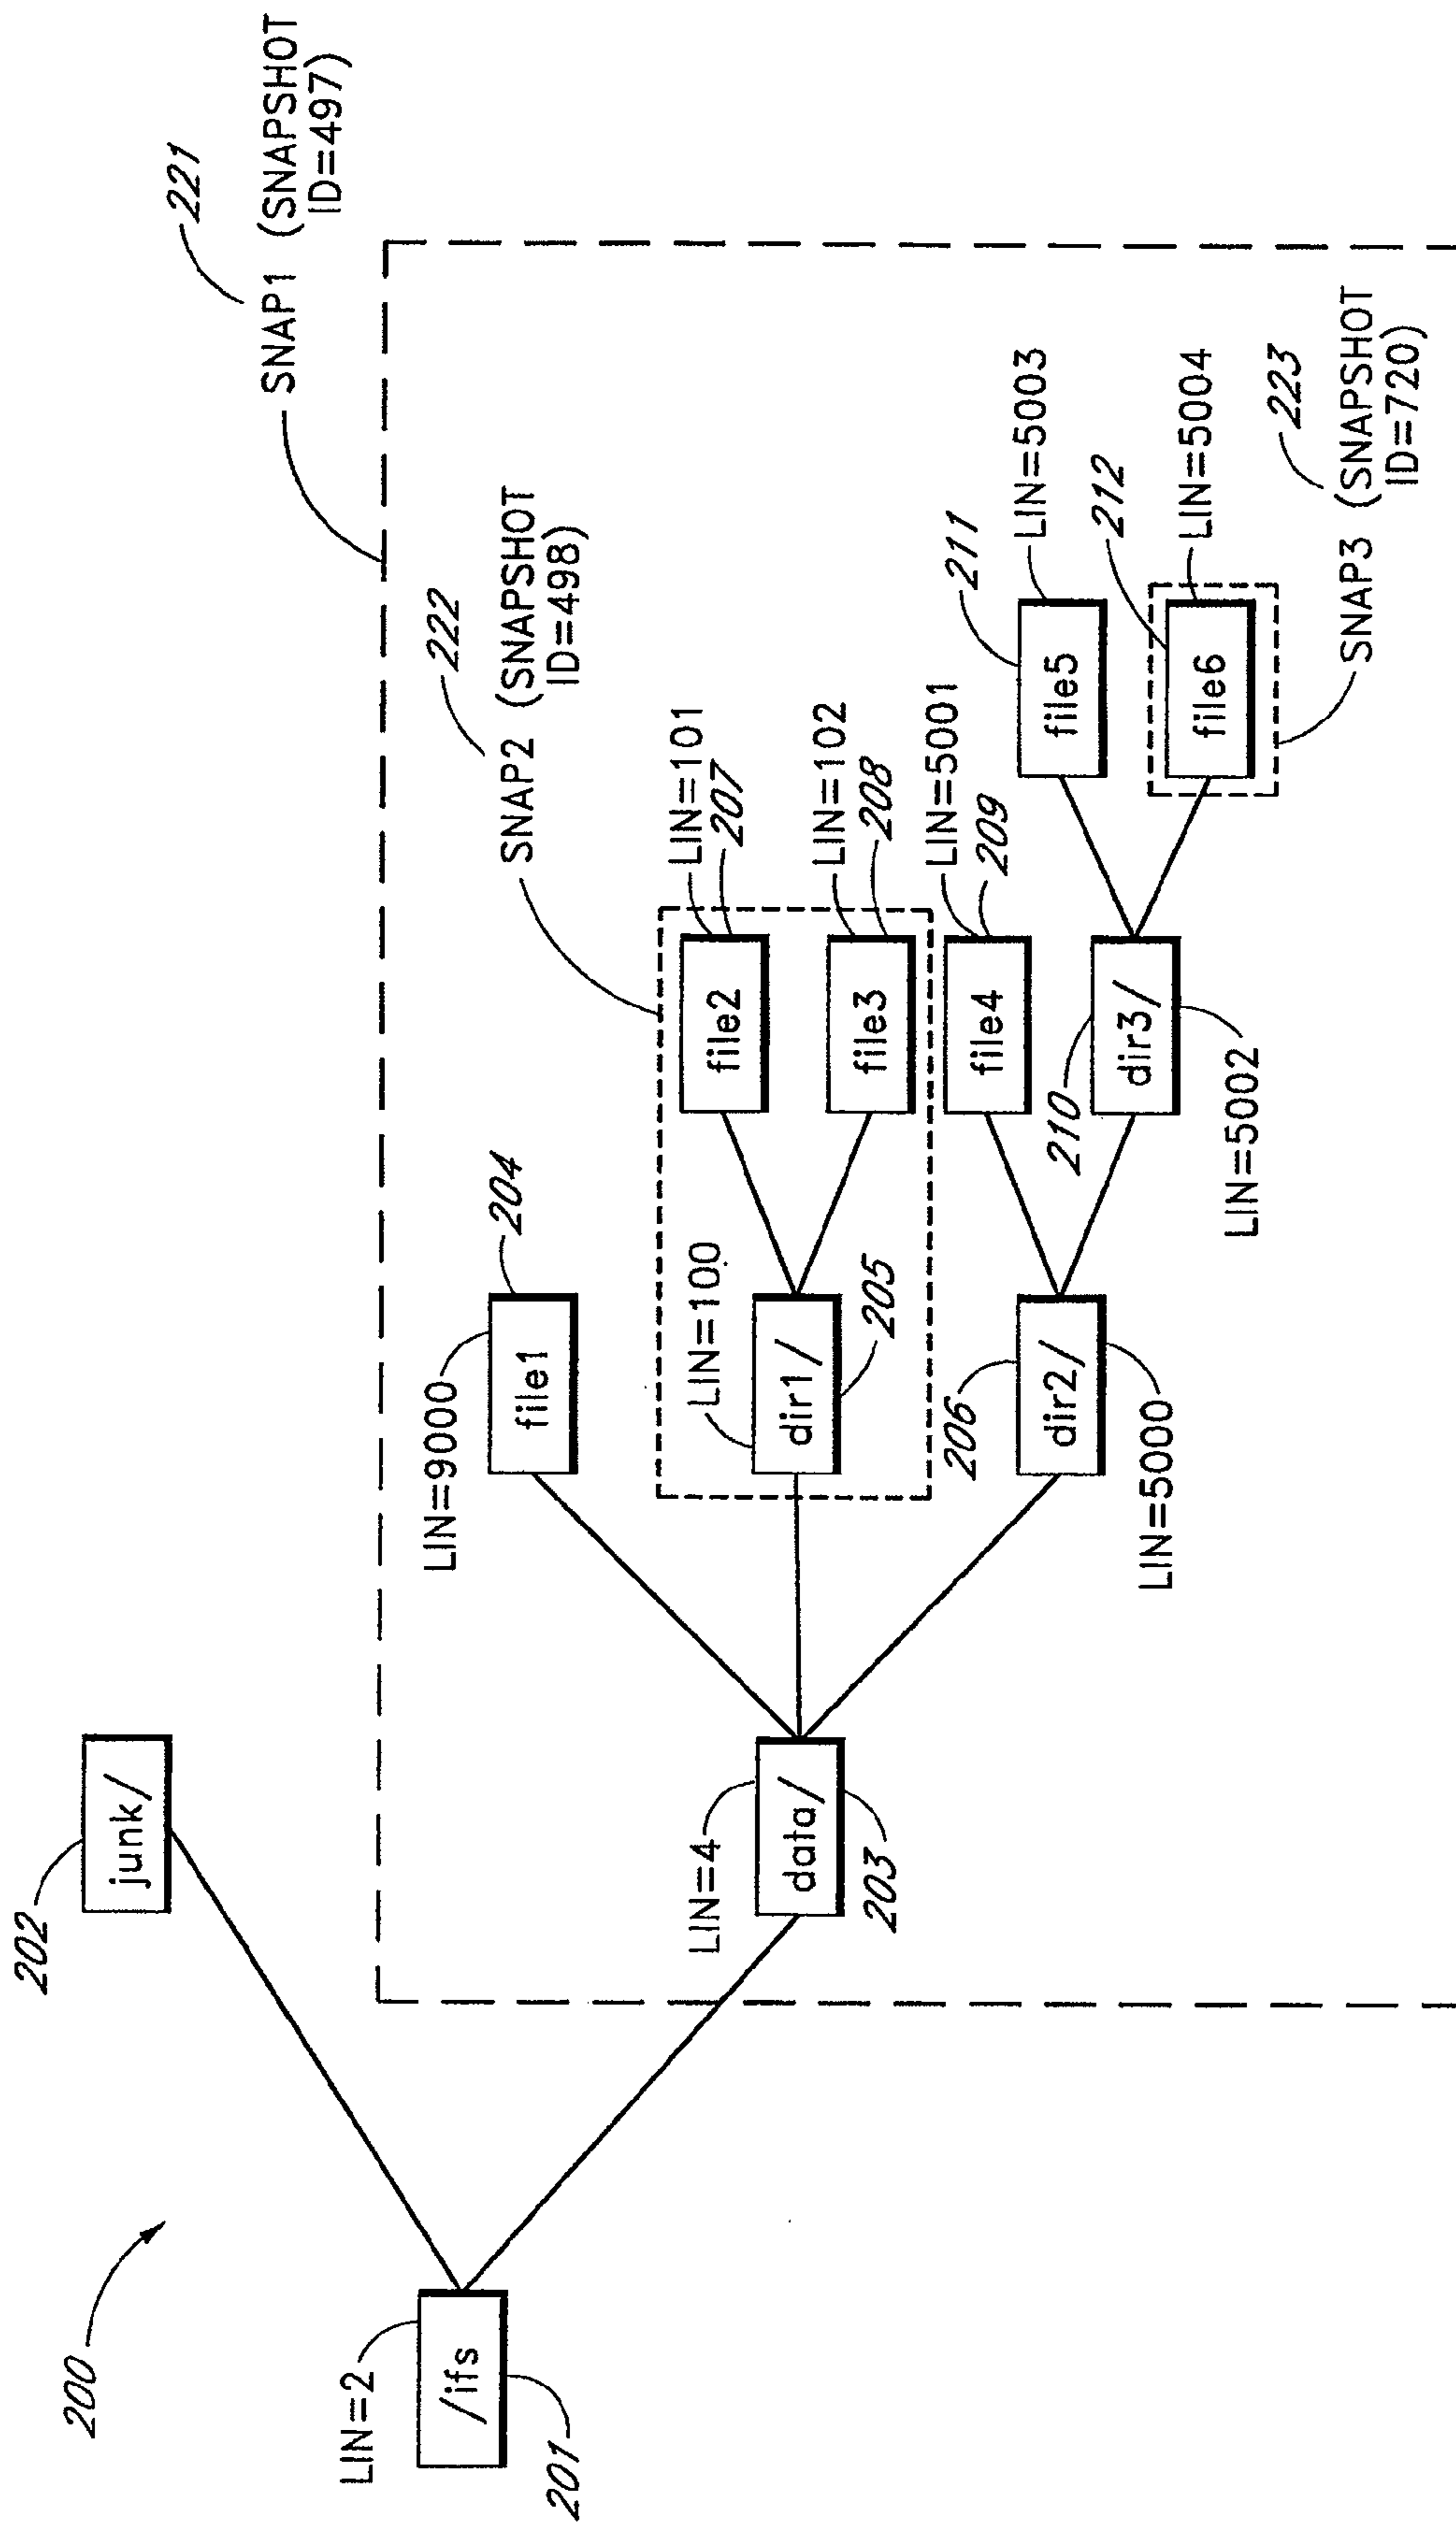 200
LIN=2
/ifs
201
202
junk/
LIN=4
data/
203
221
SNAP1 (SNAPSHOT
ID=497)
LIN=9000
file1
204
222
SNAP2 (SNAPSHOT
ID=498)
LIN=100
dir1/
205
LIN=101
207
file2
LIN=102
208
file3
206
dir2/
LIN=5000
LIN=5001
209
file4
210
dir3/
LIN=5002
211
LIN=5003
file5
212
LIN=5004
file6
223
SNAP3 (SNAPSHOT
ID=720)